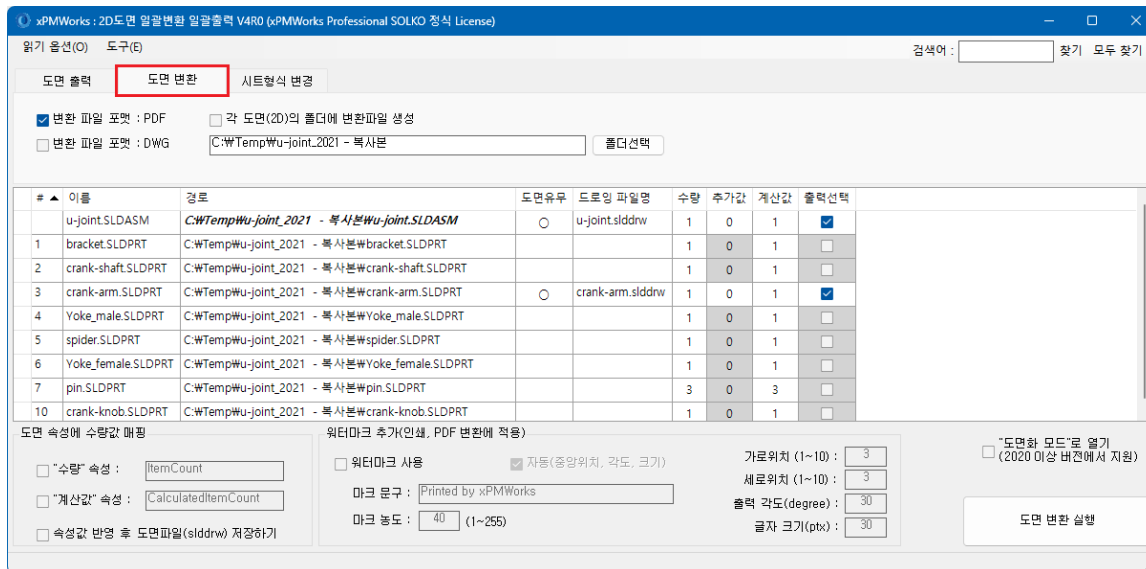 xPMWorks : 2D도면 일괄변환 일괄출력 V4R0 (xPMWorks Professional SOLKO 정식 License)
읽기 옵션(O) 도구(E) 검색어 : 찾기 모두 찾기
도면 출력 도면 변환 시트형식 변경
변환 파일 포맷 : PDF 각 도면(2D)의 폴더에 변환파일 생성
변환 파일 포맷 : DWG C:₩Temp₩u-joint_2021 - 복사본 폴더선택
# 이름 경로 도면유무 드로잉 파일명 수량 추가값 계산값 출력선택
u-joint.SLDASM C:₩Temp₩u-joint_2021 - 복사본₩u-joint.SLDASM ○ u-joint.slddrw 1 0 1
1 bracket.SLDPRT C:₩Temp₩u-joint_2021 - 복사본₩bracket.SLDPRT 1 0 1
2 crank-shaft.SLDPRT C:₩Temp₩u-joint_2021 - 복사본₩crank-shaft.SLDPRT 1 0 1
3 crank-arm.SLDPRT C:₩Temp₩u-joint_2021 - 복사본₩crank-arm.SLDPRT ○ crank-arm.slddrw 1 0 1
4 Yoke_male.SLDPRT C:₩Temp₩u-joint_2021 - 복사본₩Yoke_male.SLDPRT 1 0 1
5 spider.SLDPRT C:₩Temp₩u-joint_2021 - 복사본₩spider.SLDPRT 1 0 1
6 Yoke_female.SLDPRT C:₩Temp₩u-joint_2021 - 복사본₩Yoke_female.SLDPRT 1 0 1
7 pin.SLDPRT C:₩Temp₩u-joint_2021 - 복사본₩pin.SLDPRT 3 0 3
10 crank-knob.SLDPRT C:₩Temp₩u-joint_2021 - 복사본₩crank-knob.SLDPRT 1 0 1
도면 속성에 수량값 매핑
"수량" 속성 : ItemCount
"계산값" 속성 : CalculatedItemCount
속성값 반영 후 도면파일(slddrw) 저장하기
워터마크 추가(인쇄, PDF 변환에 적용)
워터마크 사용 자동(중앙위치, 각도, 크기)
마크 문구 : Printed by xPMWorks
마크 농도 : 40 (1~255)
가로위치 (1~10) : 3
세로위치 (1~10) : 3
출력 각도(degree) : 30
글자 크기(ptx) : 30
"도면화 모드"로 열기
(2020 이상 버전에서 지원)
도면 변환 실행